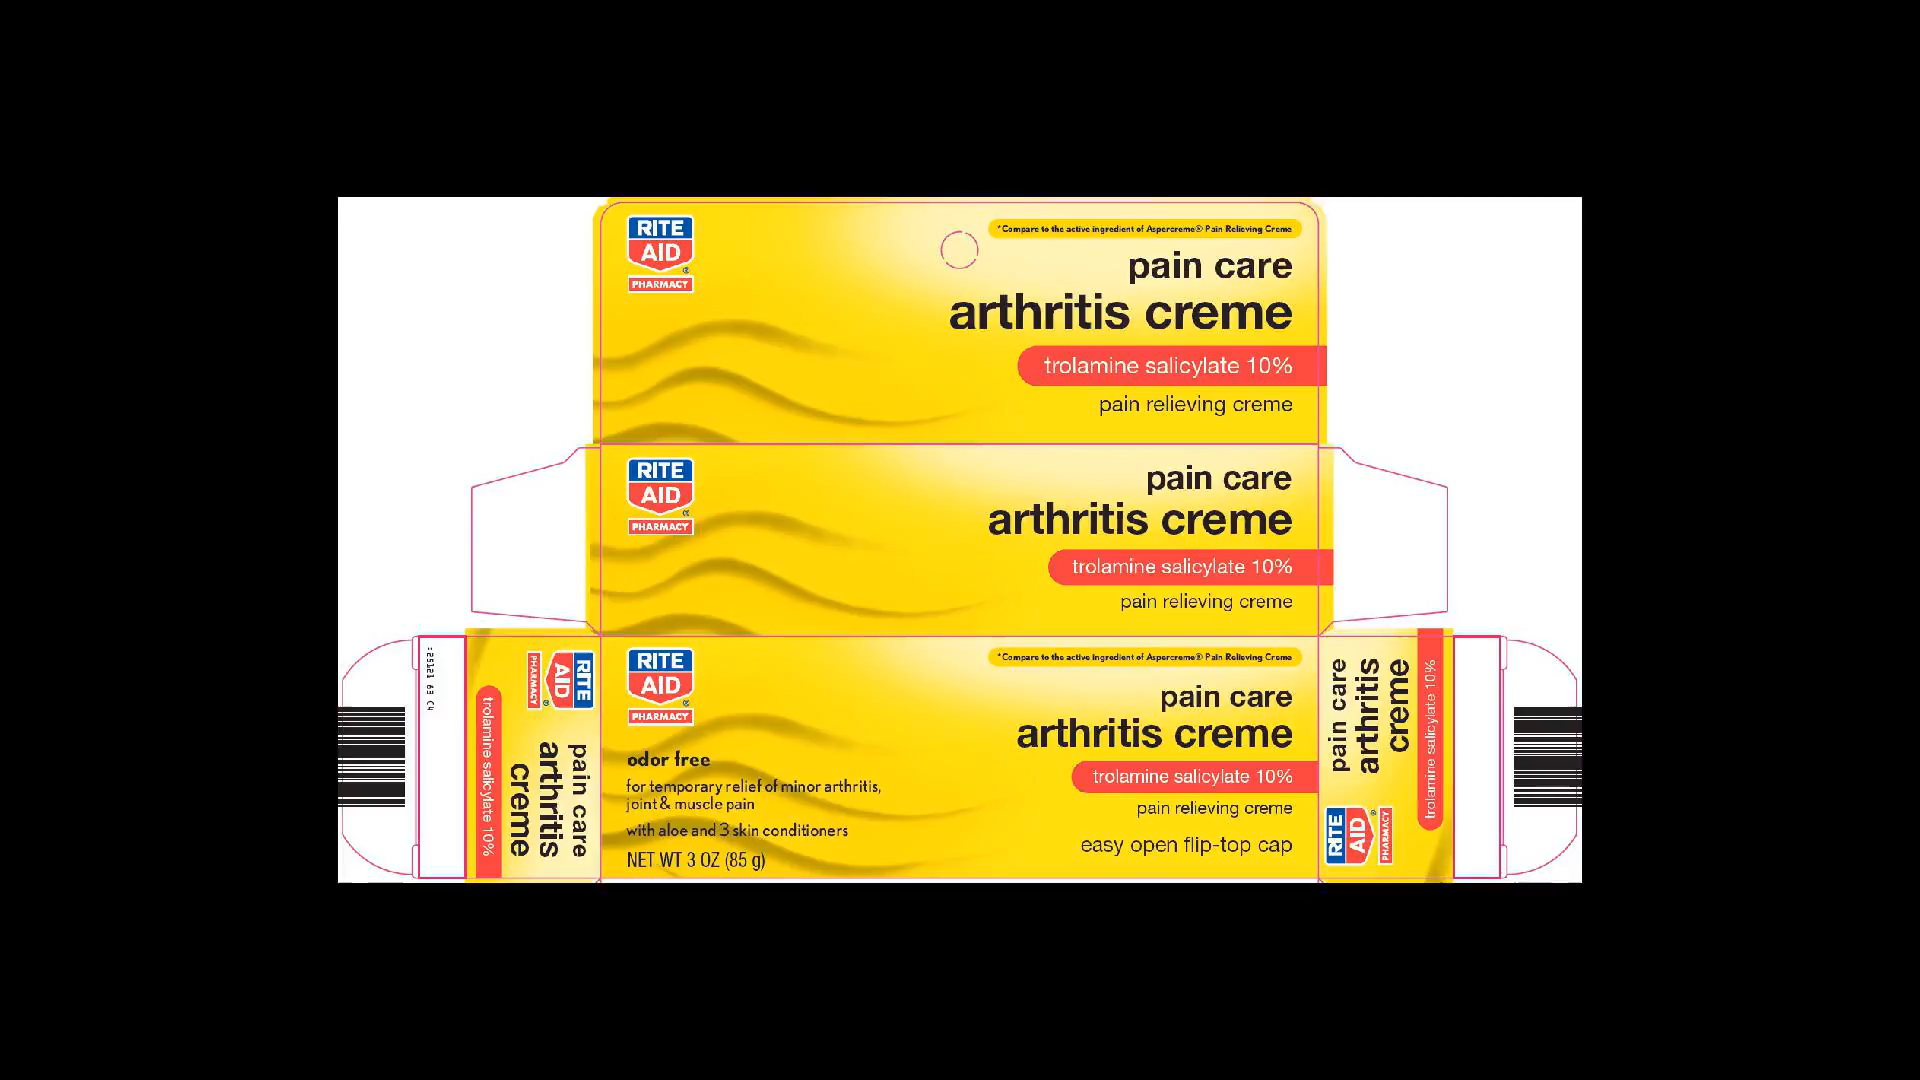 RITE
AID
®
PHARMACY
*Compare to the active ingredient of Aspercreme® Pain Relieving Creme
pain care
arthritis creme
trolamine salicylate 10%
pain relieving creme
RITE
AID
®
PHARMACY
pain care
arthritis creme
trolamine salicylate 10%
pain relieving creme
RITE
AID
®
PHARMACY
pain care
arthritis
creme
trolamine salicylate 10%
RITE
AID
®
PHARMACY
odor free
for temporary relief of minor arthritis,
joint & muscle pain
with aloe and 3 skin conditioners
NET WT 3 OZ (85 g)
*Compare to the active ingredient of Aspercreme® Pain Relieving Creme
pain care
arthritis creme
trolamine salicylate 10%
pain relieving creme
easy open flip-top cap
pain care
arthritis
creme
trolamine salicylate 10%
RITE
AID
®
PHARMACY